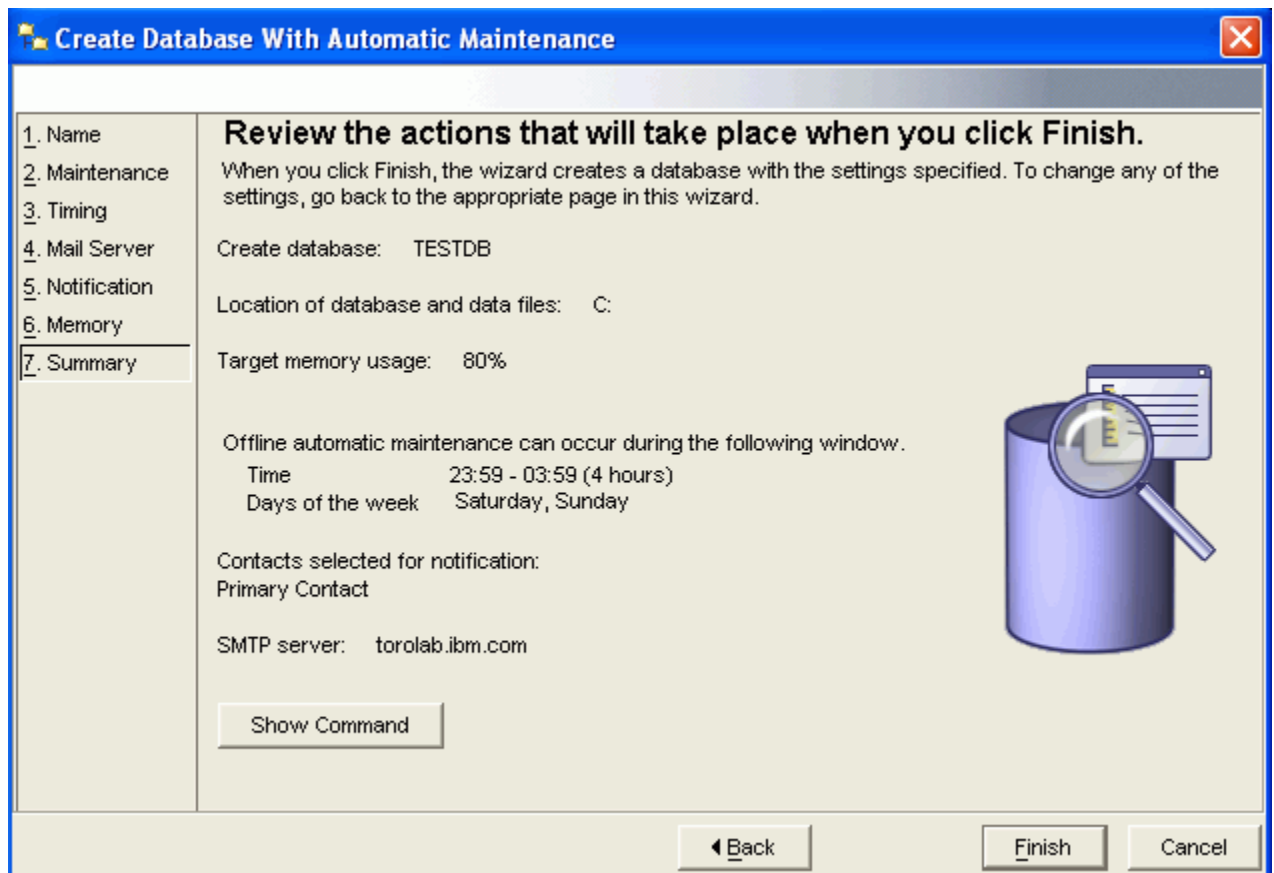 Create Database With Automatic Maintenance
1. Name
2. Maintenance
3. Timing
4. Mail Server
5. Notification
6. Memory
7. Summary
Review the actions that will take place when you click Finish.
When you click Finish, the wizard creates a database with the settings specified. To change any of the
settings, go back to the appropriate page in this wizard.
Create database: TESTDB
Location of database and data files: C:
Target memory usage: 80%
Offline automatic maintenance can occur during the following window.
Time 23:59 - 03:59 (4 hours)
Days of the week Saturday, Sunday
Contacts selected for notification:
Primary Contact
SMTP server: torolab.ibm.com
Show Command
Back
Finish
Cancel